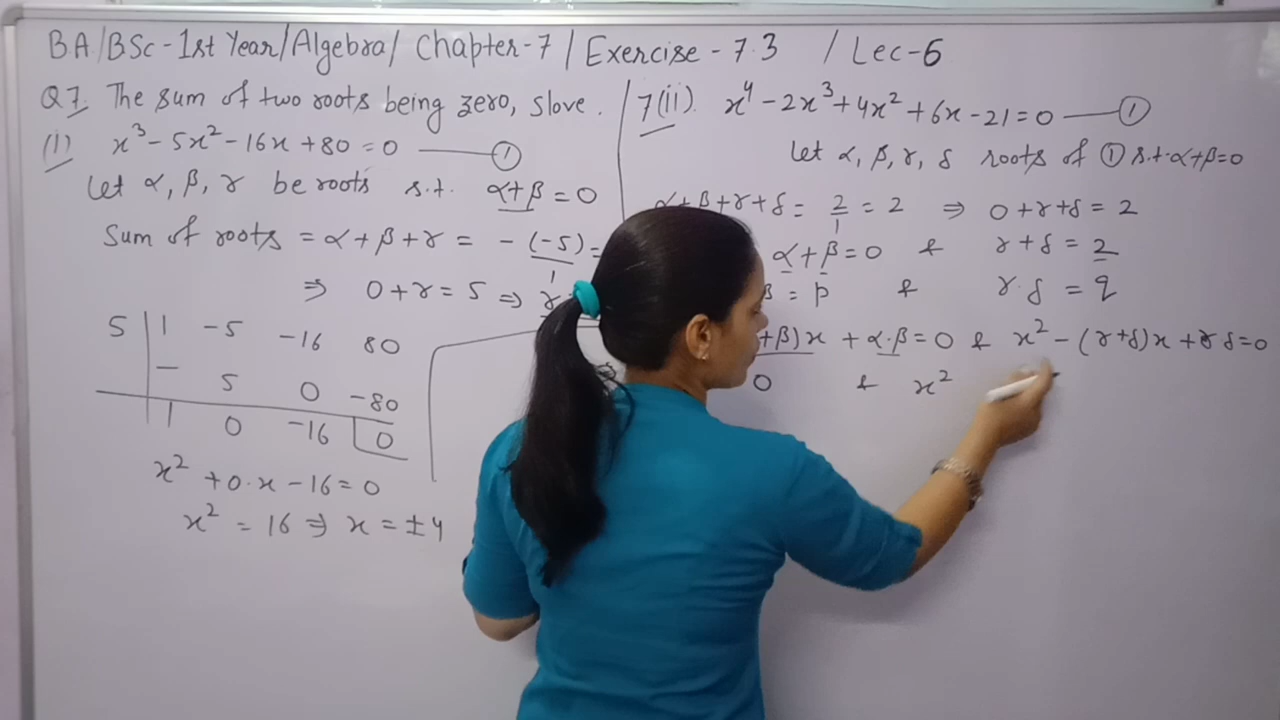 BA/BSc - 1st Year/Algebra/ Chapter-7 / Exercise - 7.3 / Lec-6
Q7. The sum of two roots being zero, slove.
(1) x³ - 5x² - 16x + 80 = 0 — ①
Let α, β, γ be roots s.t. α+β = 0
Sum of roots = α + β + γ = -(-5)/1 =
⇒ 0 + γ = 5 ⇒ γ
5 | 1 -5 -16 80
- 5 0 -80
1 0 -16 | 0
x² + 0·x - 16 = 0
x² = 16 ⇒ x = ±4
7(ii). x⁴ - 2x³ + 4x² + 6x - 21 = 0 — ①
Let α, β, γ, δ roots of ① s.t. α+β=0
α+β+γ+δ = 2/1 = 2 ⇒ 0+γ+δ = 2
α+β = 0 & γ+δ = 2
β = p & γ·δ = q
+β)x + α·β = 0 & x² - (γ+δ)x + γδ = 0
0 & x²